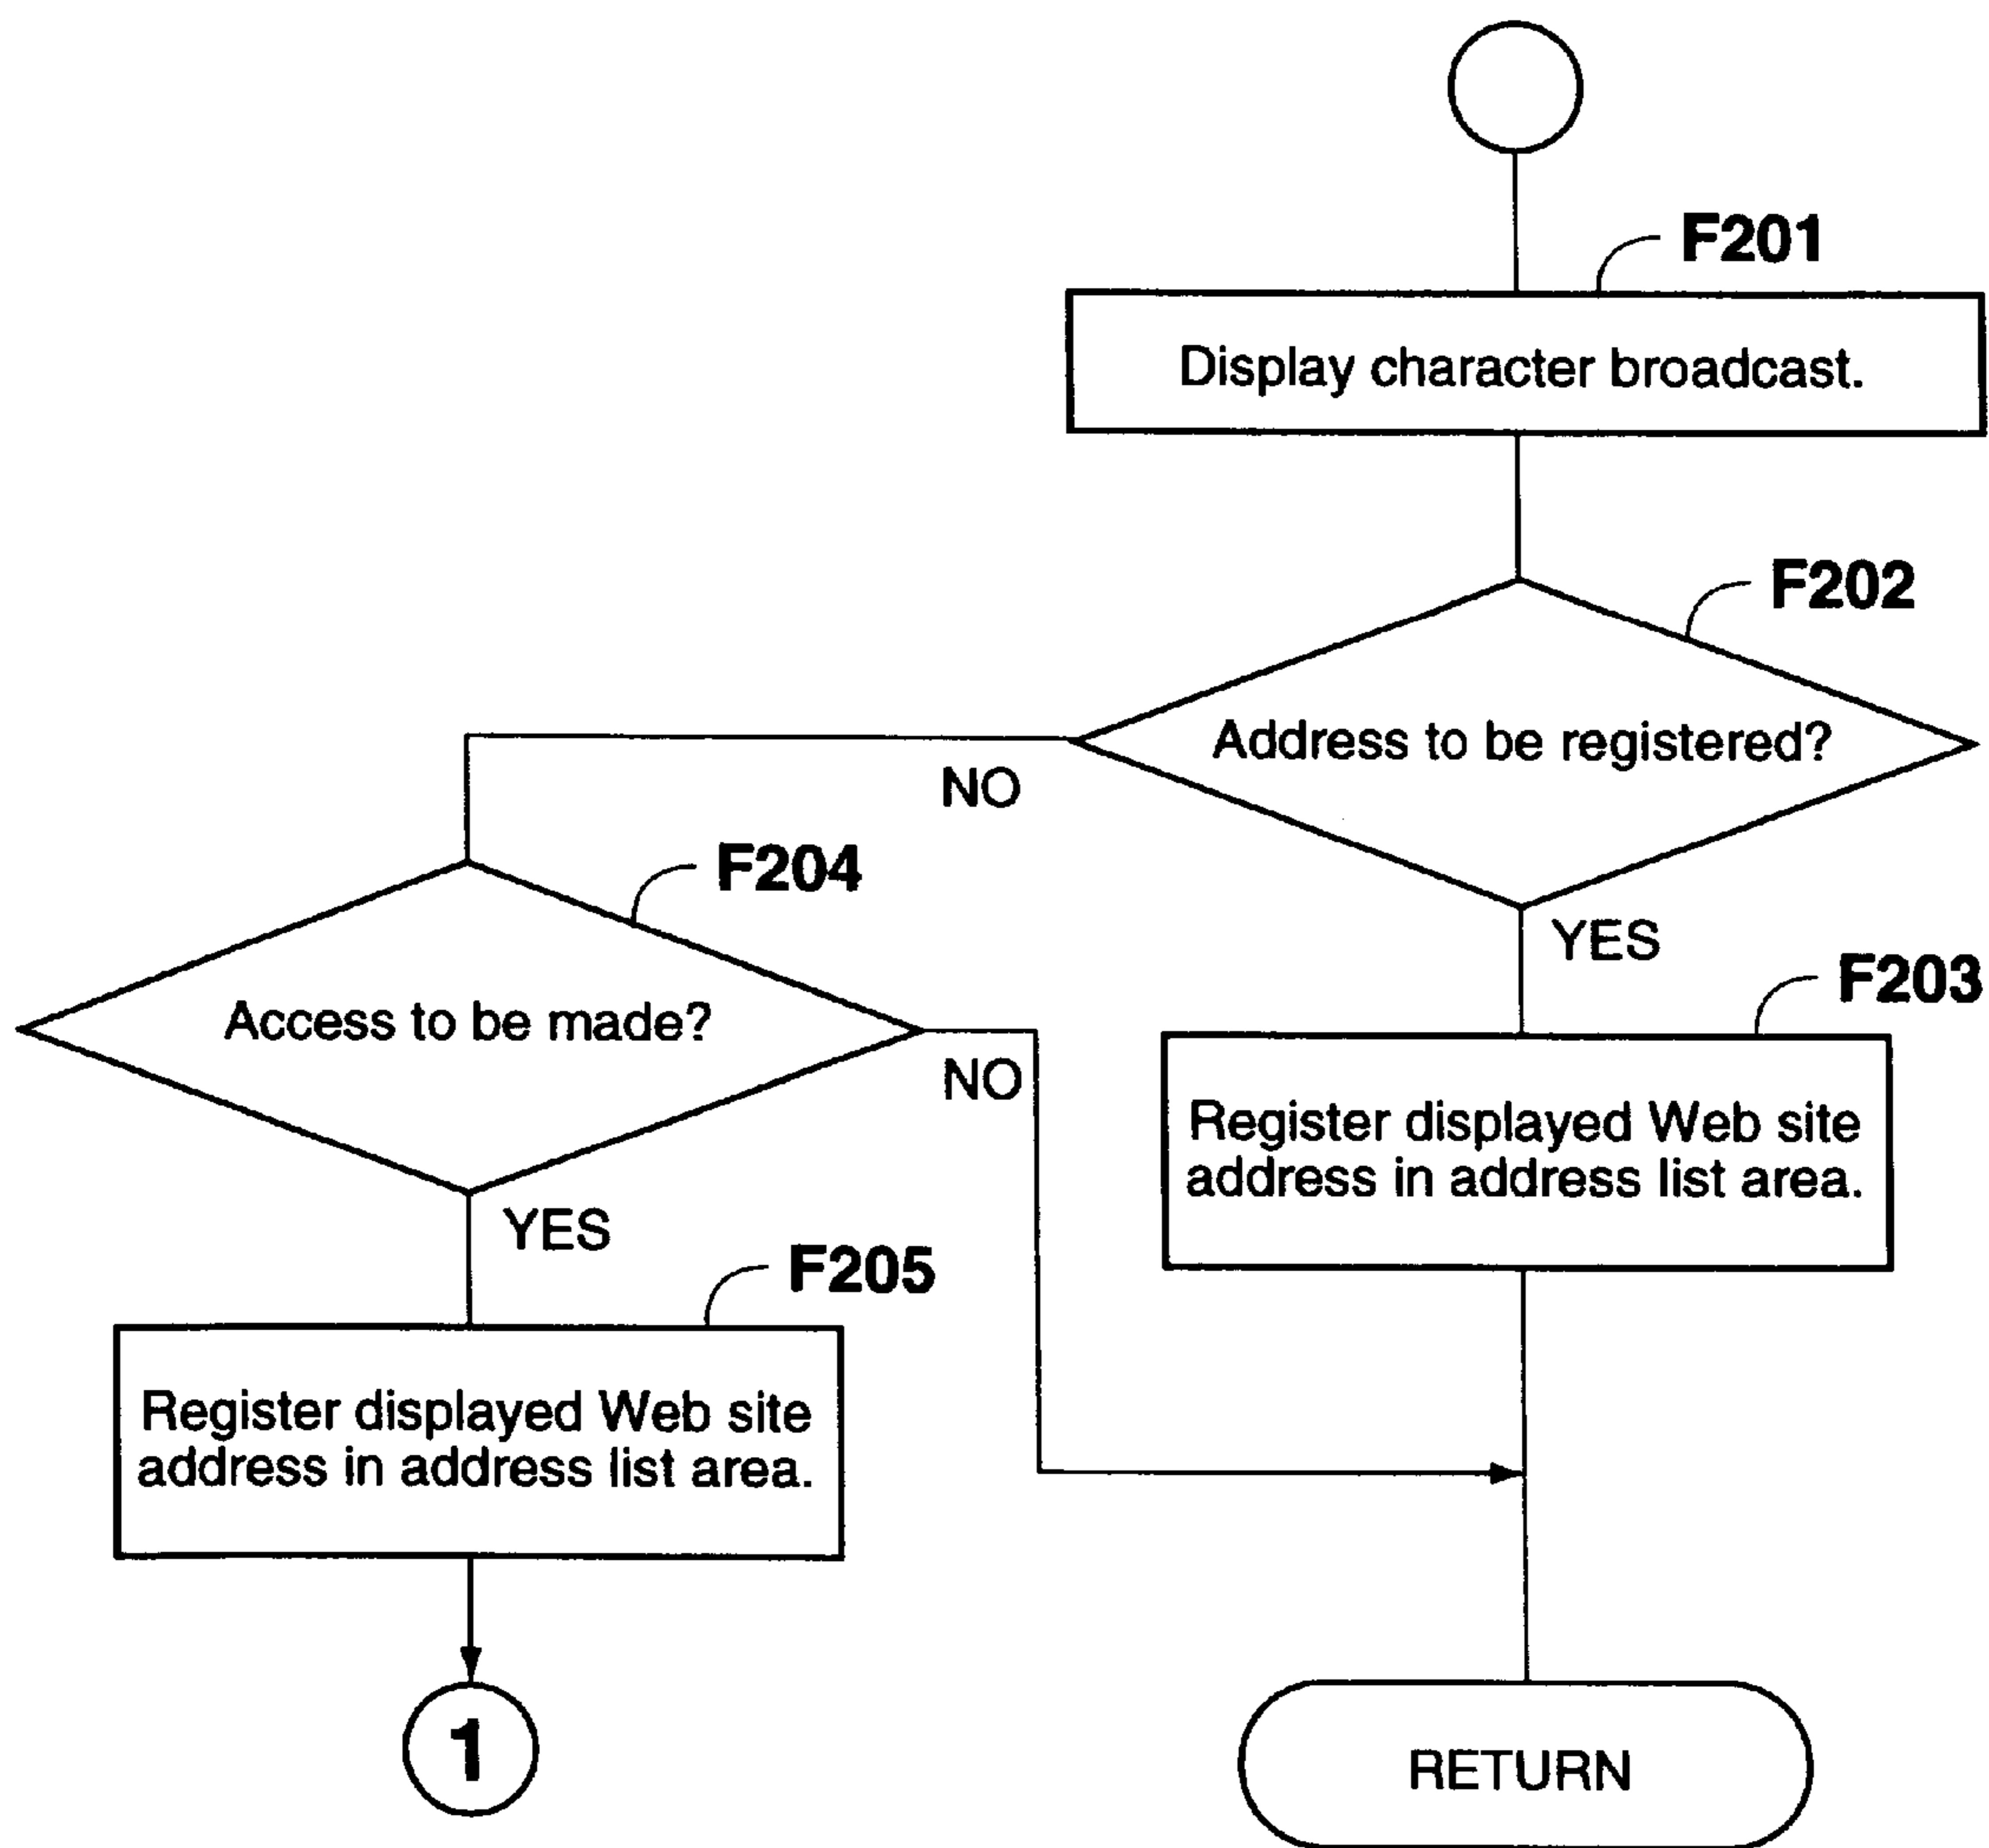 F201
Display character broadcast.
F202
Address to be registered?
NO
YES
F203
Register displayed Web site
address in address list area.
F204
Access to be made?
NO
YES
F205
Register displayed Web site
address in address list area.
1
RETURN